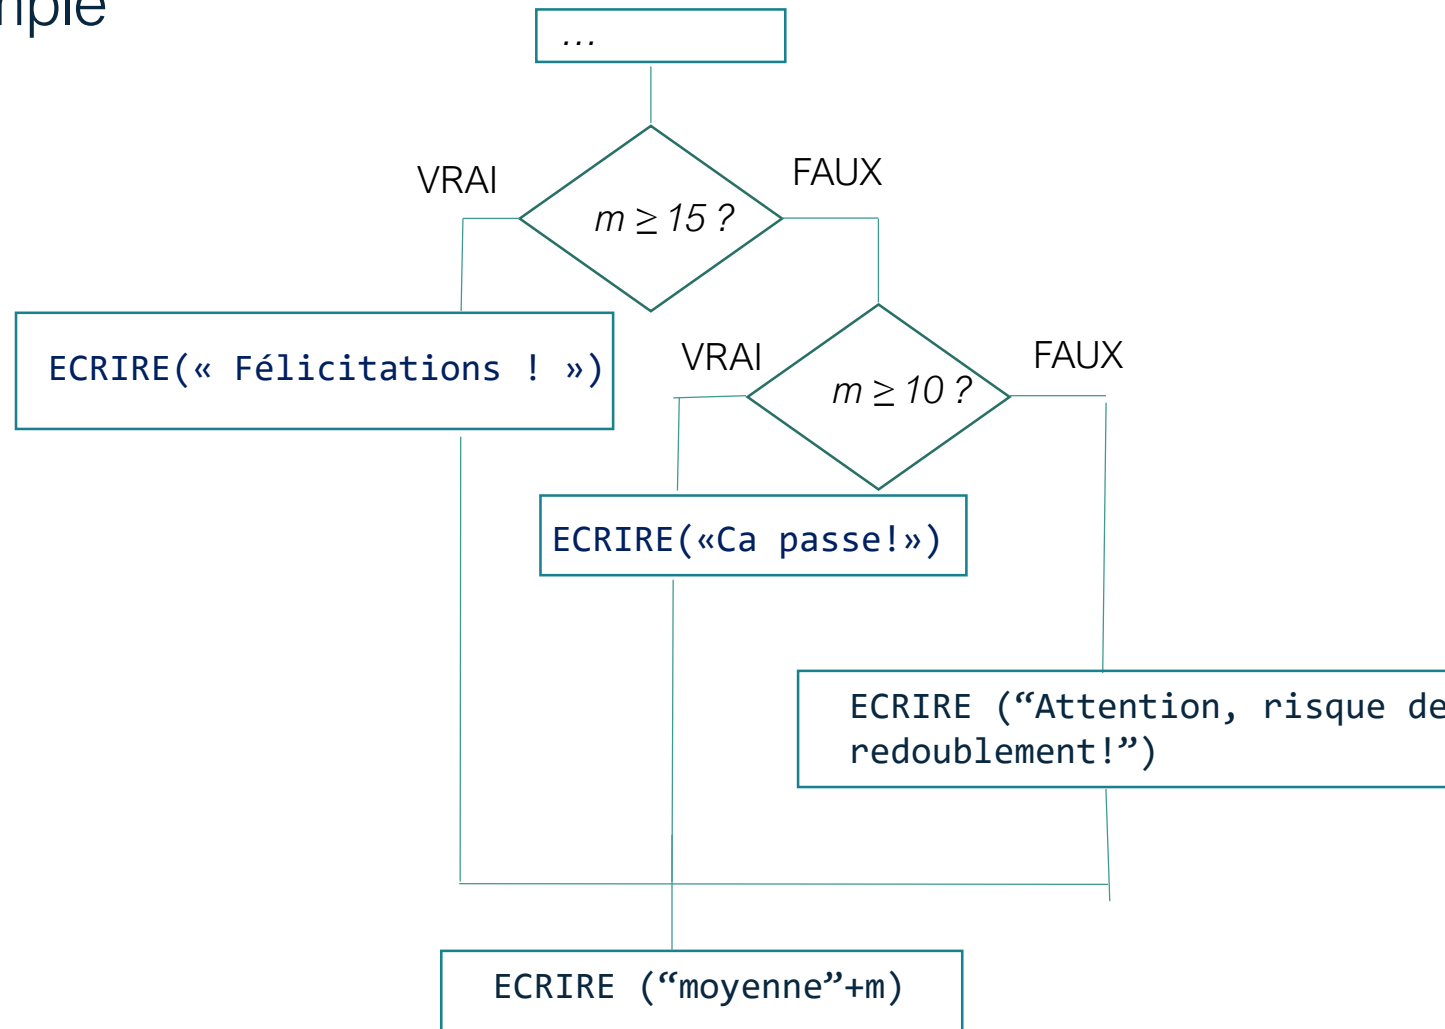 ...
VRAI
FAUX
m ≥ 15 ?
ECRIRE(« Félicitations ! »)
VRAI
FAUX
m ≥ 10 ?
ECRIRE(«Ca passe!»)
ECRIRE (“Attention, risque de
redoublement!”)
ECRIRE (“moyenne”+m)